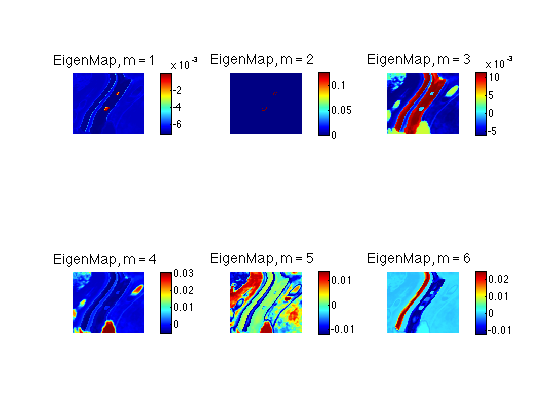 EigenMap, m = 1
x 10⁻³
-2
-4
-6
EigenMap, m = 2
0.1
0.05
0
EigenMap, m = 3
x 10⁻³
10
5
0
-5
EigenMap, m = 4
0.03
0.02
0.01
0
EigenMap, m = 5
0.01
0
-0.01
EigenMap, m = 6
0.02
0.01
0
-0.01